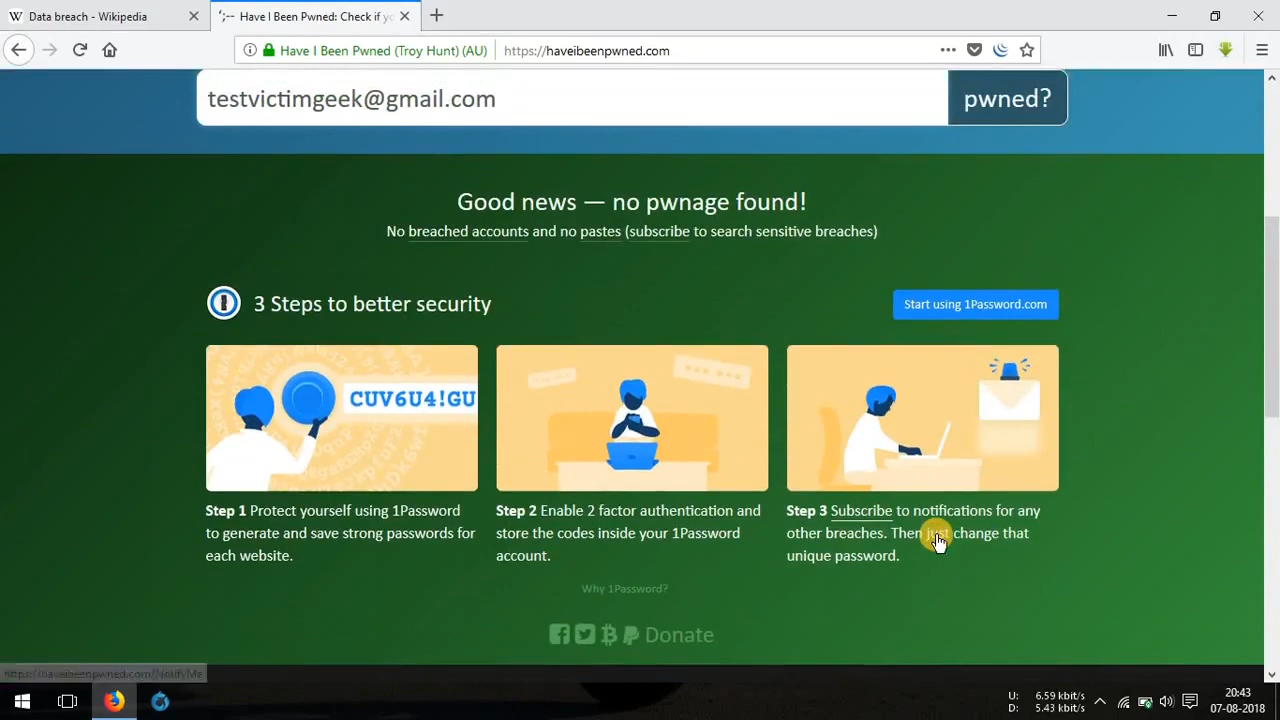 Data breach - Wikipedia
Have I Been Pwned: Check if yo
Have I Been Pwned (Troy Hunt) (AU)
https://haveibeenpwned.com
testvictimgeek@gmail.com
pwned?
Good news — no pwnage found!
No breached accounts and no pastes (subscribe to search sensitive breaches)
3 Steps to better security
Start using 1Password.com
CUV6U4!GU
Step 1 Protect yourself using 1Password
to generate and save strong passwords for
each website.
Step 2 Enable 2 factor authentication and
store the codes inside your 1Password
account.
Step 3 Subscribe to notifications for any
other breaches. Then just change that
unique password.
Why 1Password?
Donate
https://haveibeenpwned.com/NotifyMe
U: 6.59 kbit/s
D: 5.43 kbit/s
20:43
07-08-2018